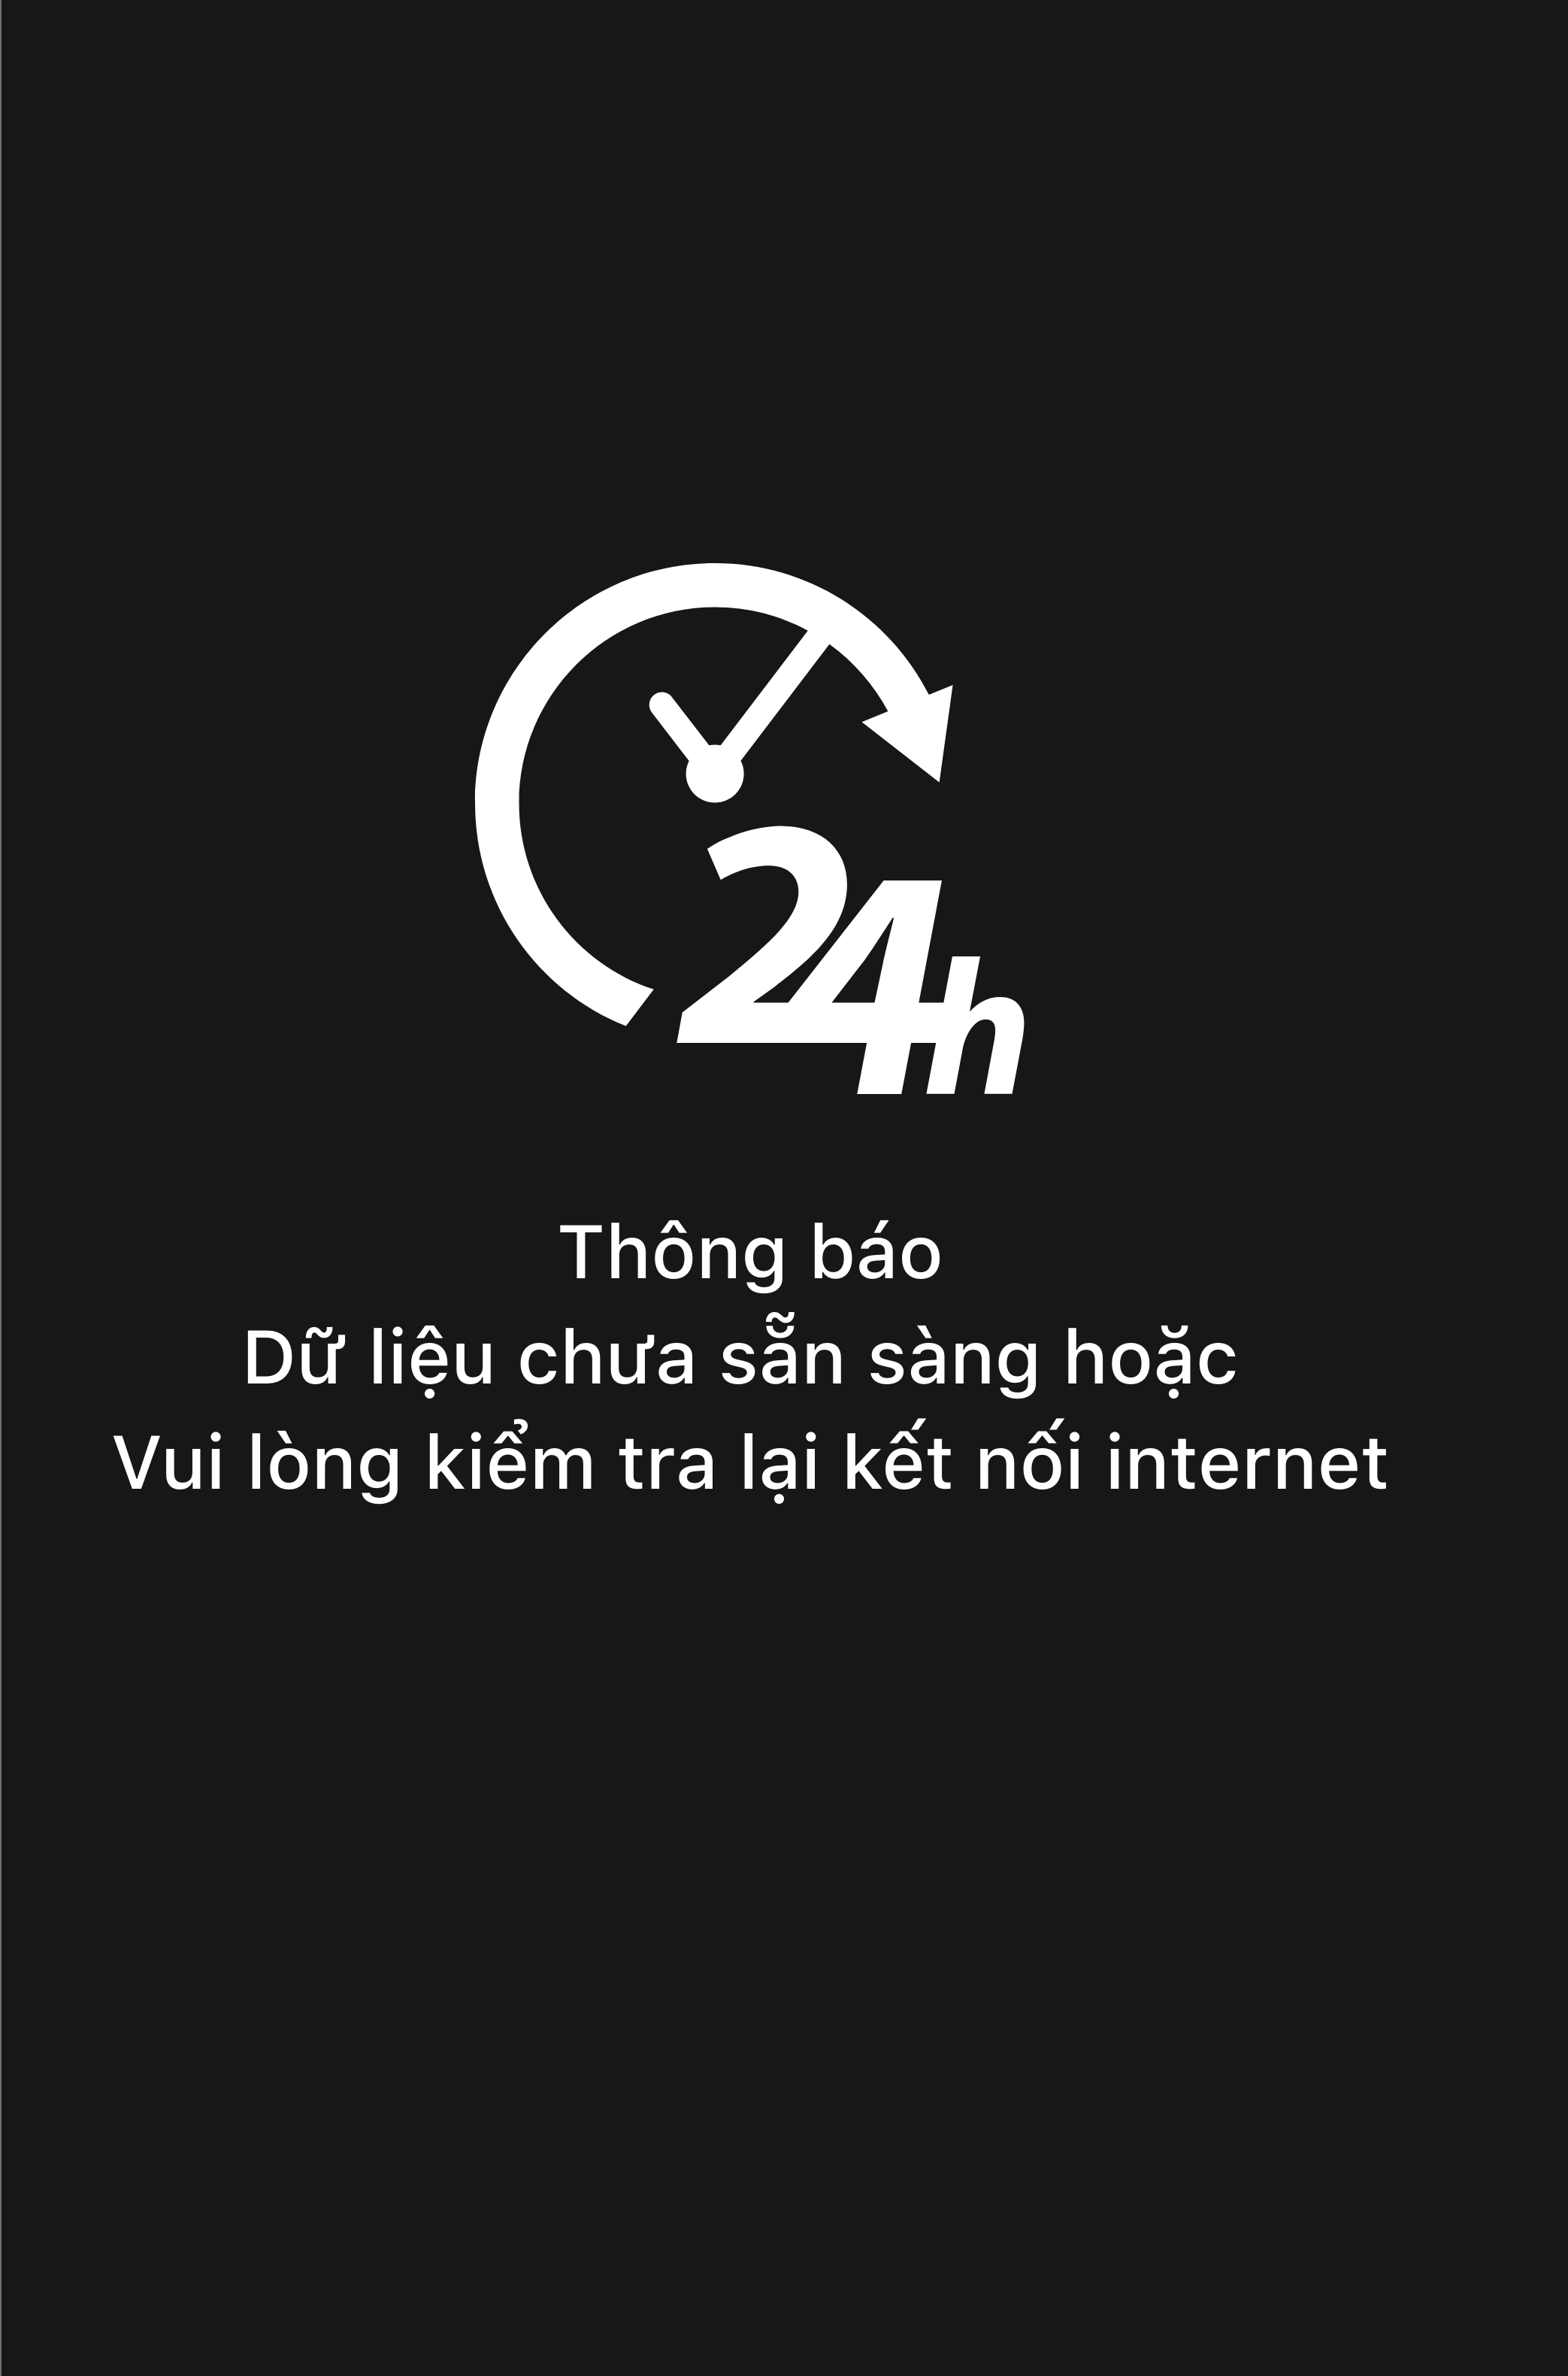 24h
Thông báo
Dữ liệu chưa sẵn sàng hoặc
Vui lòng kiểm tra lại kết nối internet